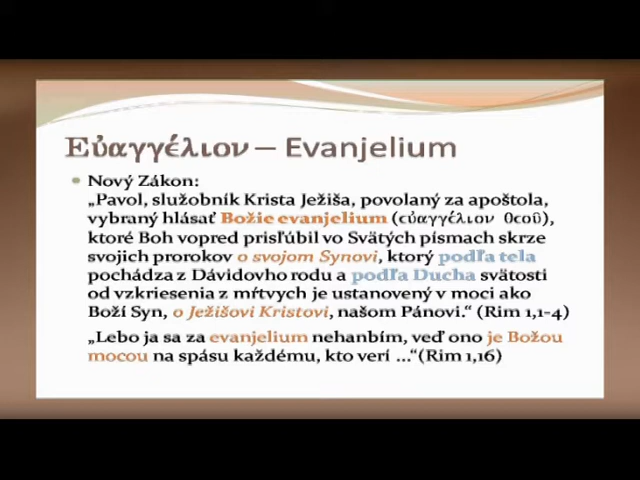 Εὐαγγέλιον – Evanjelium
• Nový Zákon:
„Pavol, služobník Krista Ježiša, povolaný za apoštola,
vybraný hlásať Božie evanjelium (εὐαγγέλιον θεοῦ),
ktoré Boh vopred prisľúbil vo Svätých písmach skrze
svojich prorokov o svojom Synovi, ktorý podľa tela
pochádza z Dávidovho rodu a podľa Ducha svätosti
od vzkriesenia z mŕtvych je ustanovený v moci ako
Boží Syn, o Ježišovi Kristovi, našom Pánovi.“ (Rim 1,1-4)
„Lebo ja sa za evanjelium nehanbím, veď ono je Božou
mocou na spásu každému, kto verí ...“(Rim 1,16)